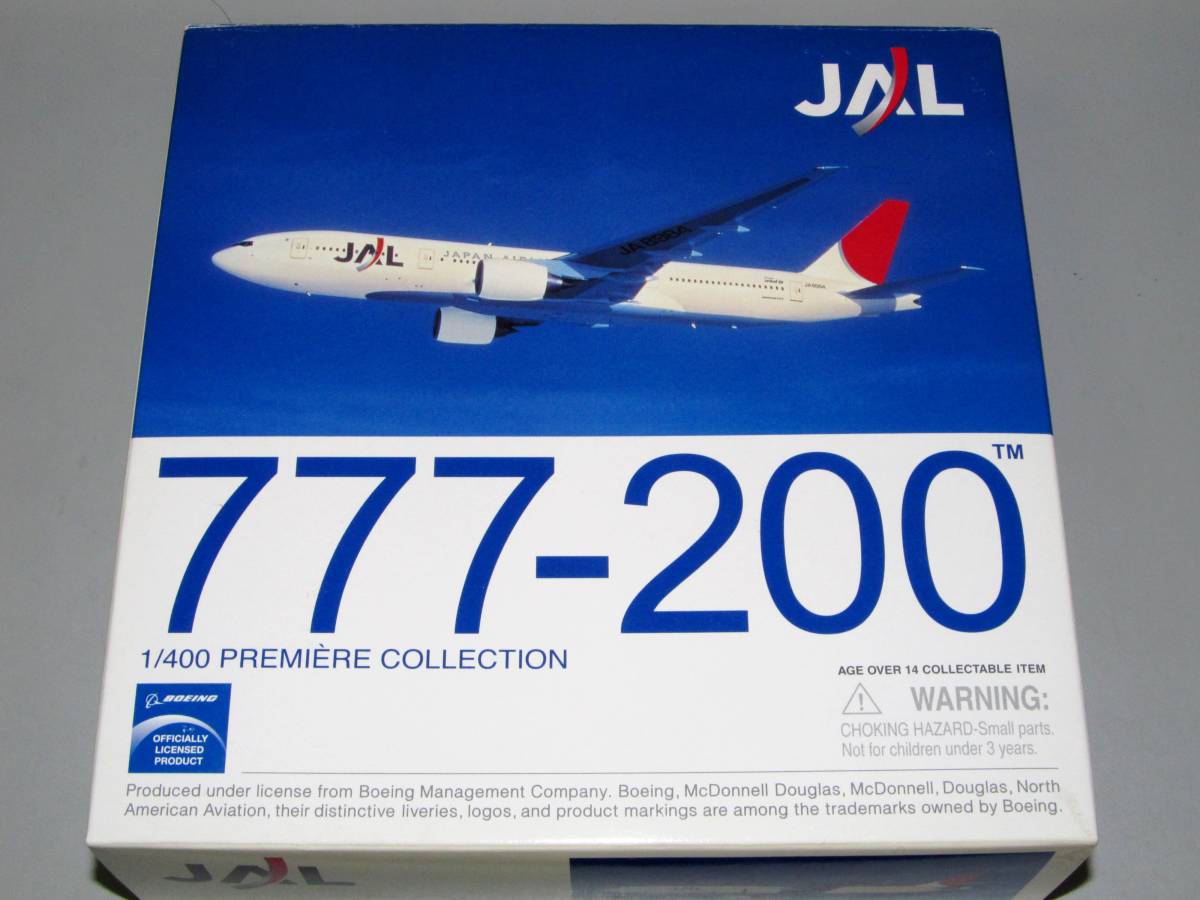 JAL
JAL JAPAN
JA8984
777-200™
1/400 PREMIÈRE COLLECTION
AGE OVER 14 COLLECTABLE ITEM
WARNING:
CHOKING HAZARD-Small parts.
Not for children under 3 years.
BOEING
OFFICIALLY
LICENSED
PRODUCT
Produced under license from Boeing Management Company. Boeing, McDonnell Douglas, McDonnell, Douglas, North
American Aviation, their distinctive liveries, logos, and product markings are among the trademarks owned by Boeing.
JAL